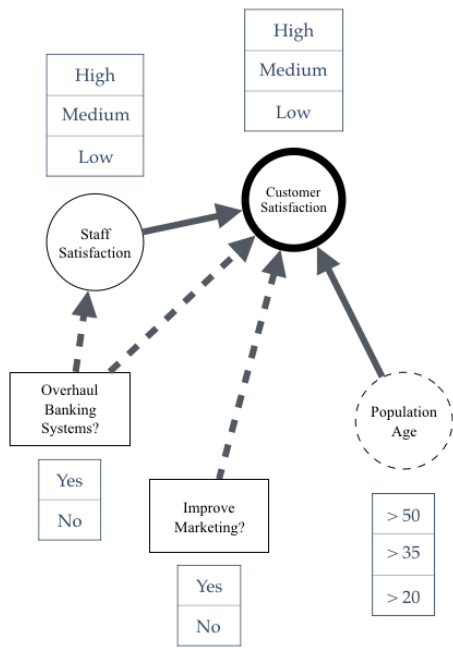 High
Medium
Low
Customer
Satisfaction
High
Medium
Low
Staff
Satisfaction
Overhaul
Banking
Systems?
Yes
No
Improve
Marketing?
Yes
No
Population
Age
> 50
> 35
> 20